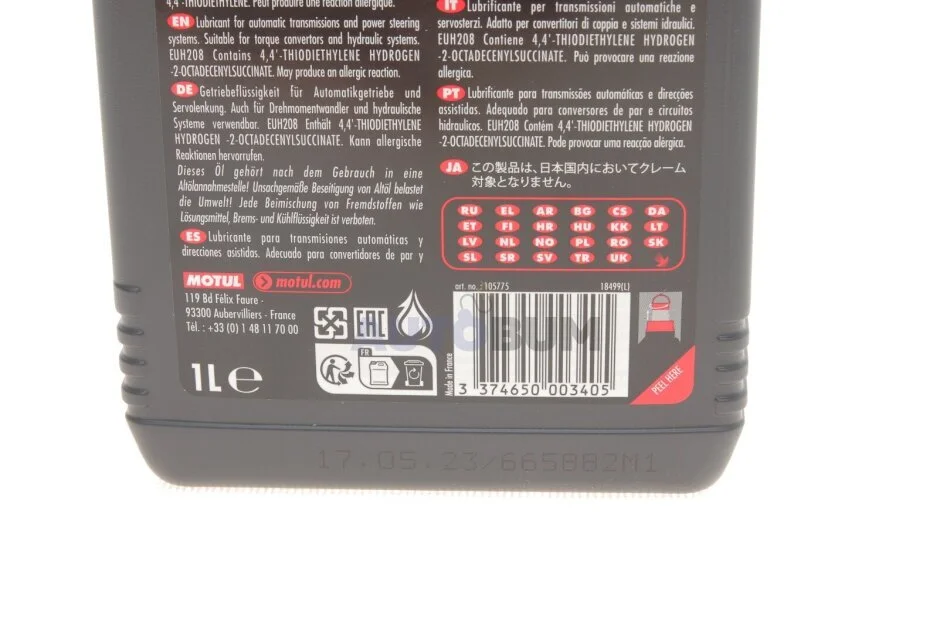 4,4'-THIODIETHYLENE. Peut produire une réaction allergique.
EN Lubricant for automatic transmissions and power steering
systems. Suitable for torque convertors and hydraulic systems.
EUH208 Contains 4,4'-THIODIETHYLENE HYDROGEN
-2-OCTADECENYLSUCCINATE. May produce an allergic reaction.
DE Getriebeflüssigkeit für Automatikgetriebe und
Servolenkung. Auch für Drehmomentwandler und hydraulische
Systeme verwendbar. EUH208 Enthält 4,4'-THIODIETHYLENE
HYDROGEN -2-OCTADECENYLSUCCINATE. Kann allergische
Reaktionen hervorrufen.
Dieses Öl gehört nach dem Gebrauch in eine
Altölannahmestelle! Unsachgemäße Beseitigung von Altöl belastet
die Umwelt! Jede Beimischung von Fremdstoffen wie
Lösungsmittel, Brems- und Kühlflüssigkeit ist verboten.
ES Lubricante para transmisiones automáticas y
direcciones asistidas. Adecuado para convertidores de par y
IT Lubrificante per trasmissioni automatiche e
servosterzi. Adatto per convertitori di coppia e sistemi idraulici.
EUH208 Contiene 4,4'-THIODIETHYLENE HYDROGEN
-2-OCTADECENYLSUCCINATE. Può provocare una reazione
allergica.
PT Lubrificante para transmissões automáticas e direcções
assistidas. Adequado para conversores de par e circuitos
hidraulicos. EUH208 Contém 4,4'-THIODIETHYLENE HYDROGEN
-2-OCTADECENYLSUCCINATE. Pode provocar uma reacção alérgica.
JA この製品は、日本国内においてクレーム
対象となりません。
RU EL AR BG CS DA
ET FI HR HU KK LT
LV NL NO PL RO SK
SL SR SV TR UK
MOTUL motul.com
119 Bd Félix Faure -
93300 Aubervilliers - France
Tél. : +33 (0) 1 48 11 70 00
1L e
EAC
FR
art. no. : 105775 18499(L)
Made in France
3 374650 003405
PEEL HERE
AUTOBUM
17.05.23/665882M1